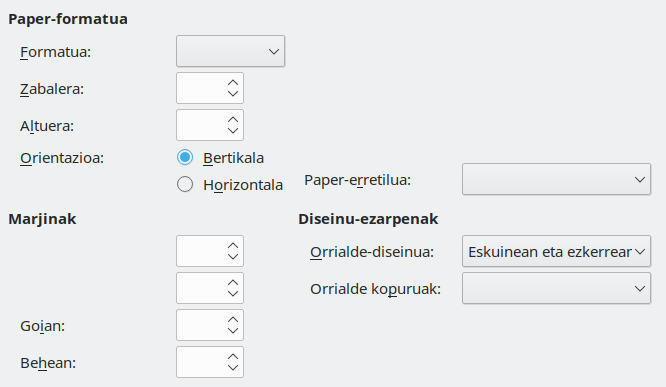 Paper-formatua
Formatua:
Zabalera:
Altuera:
Orientazioa:
Bertikala
Horizontala
Paper-erretilua:
Marjinak
Goian:
Behean:
Diseinu-ezarpenak
Orrialde-diseinua:
Eskuinean eta ezkerrear
Orrialde kopuruak: